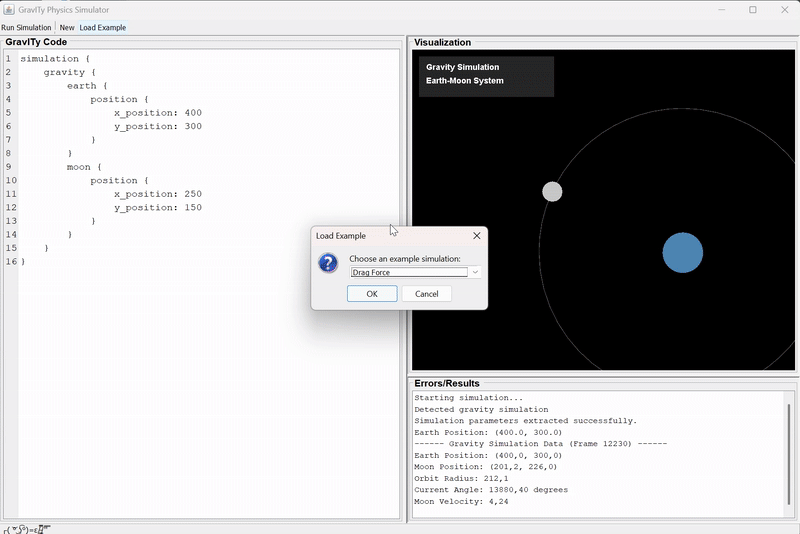 GravITy Physics Simulator
Run Simulation New Load Example
GravITy Code
1 simulation {
2 gravity {
3 earth {
4 position {
5 x_position: 400
6 y_position: 300
7 }
8 }
9 moon {
10 position {
11 x_position: 250
12 y_position: 150
13 }
14 }
15 }
16 }
Load Example
Choose an example simulation:
Drag Force
OK Cancel
Visualization
Gravity Simulation
Earth-Moon System
Errors/Results
Starting simulation...
Detected gravity simulation
Simulation parameters extracted successfully.
Earth Position: (400.0, 300.0)
------ Gravity Simulation Data (Frame 12230) ------
Earth Position: (400,0, 300,0)
Moon Position: (201,2, 226,0)
Orbit Radius: 212,1
Current Angle: 13880,40 degrees
Moon Velocity: 4,24